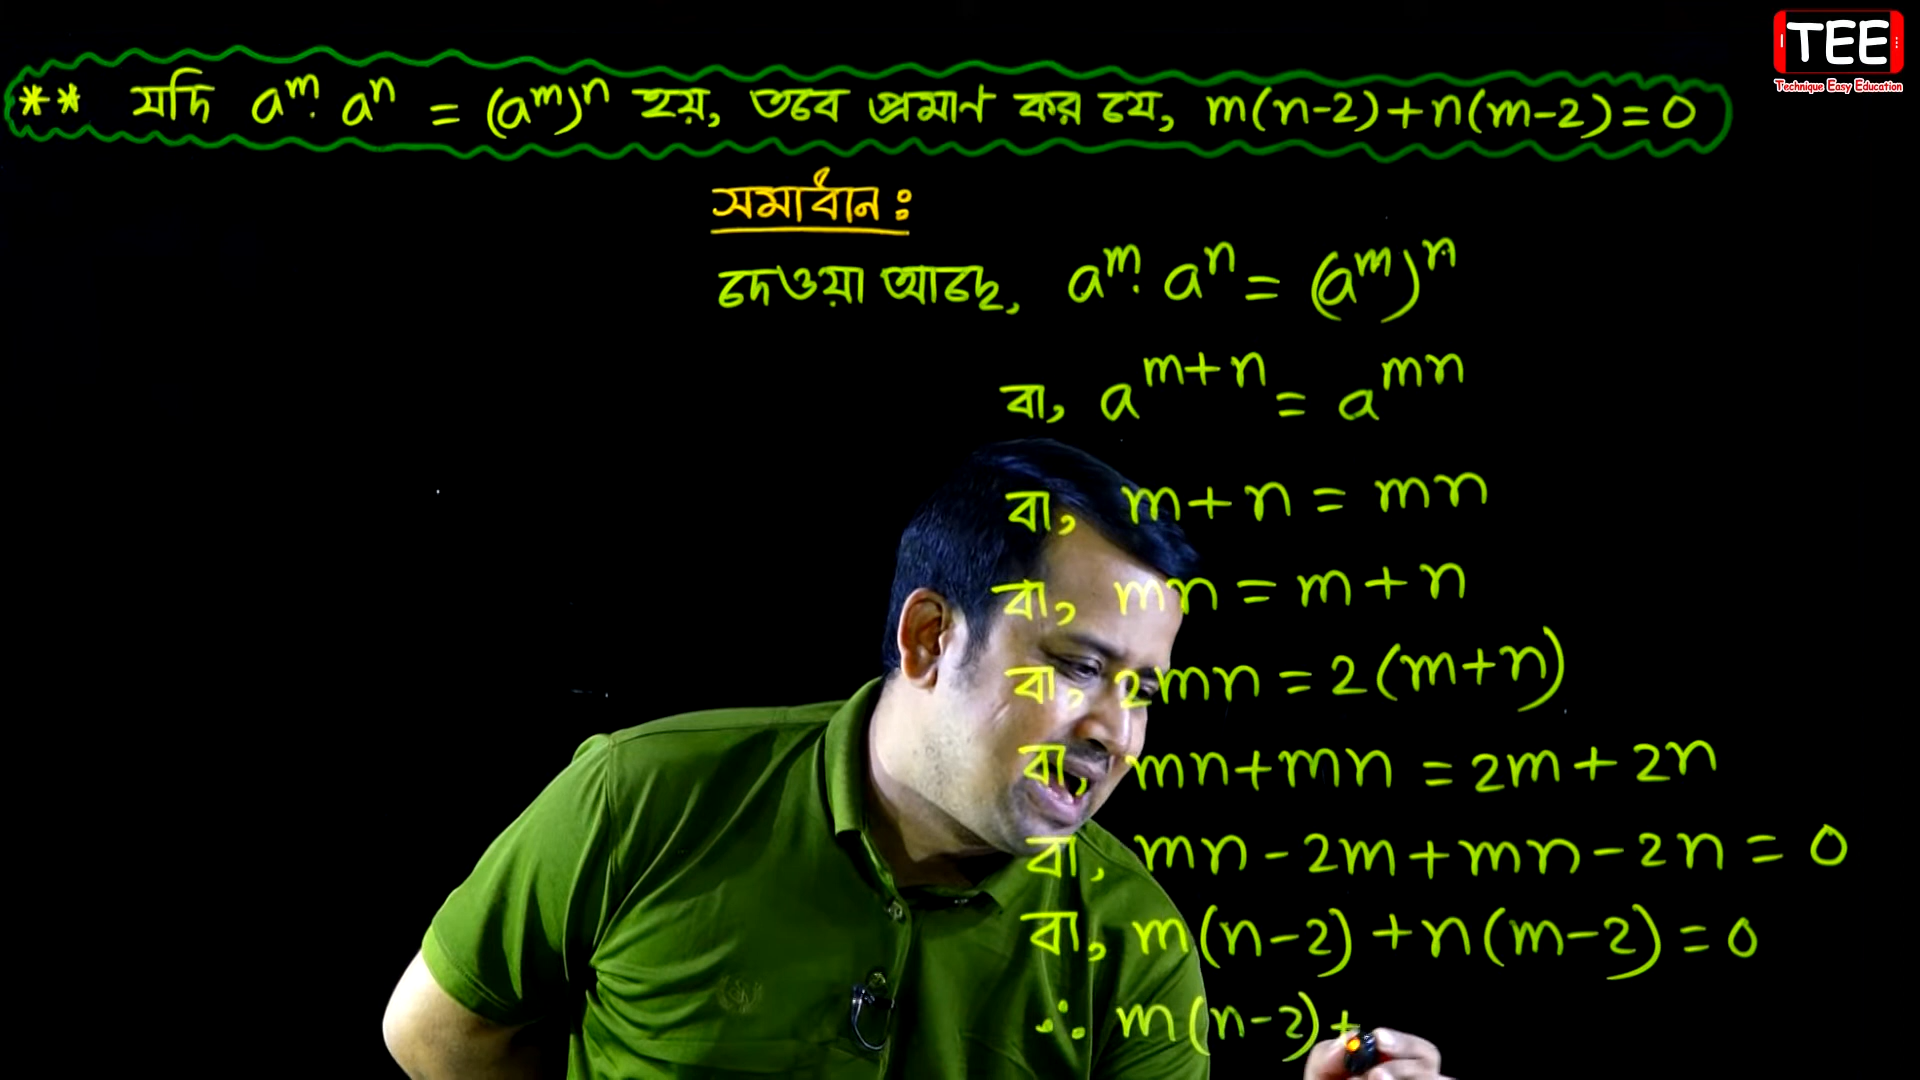 TEE
Technique Easy Education
** যদি a^m. a^n = (a^m)^n হয়, তবে প্রমাণ কর যে, m(n-2)+n(m-2)=0
সমাধান :
দেওয়া আছে, a^m. a^n = (a^m)^n
বা, a^(m+n) = a^(mn)
বা, m+n = mn
বা, mn = m+n
বা, 2mn = 2(m+n)
বা, mn+mn = 2m+2n
বা, mn-2m+mn-2n = 0
বা, m(n-2)+n(m-2)=0
∴ m(n-2)+